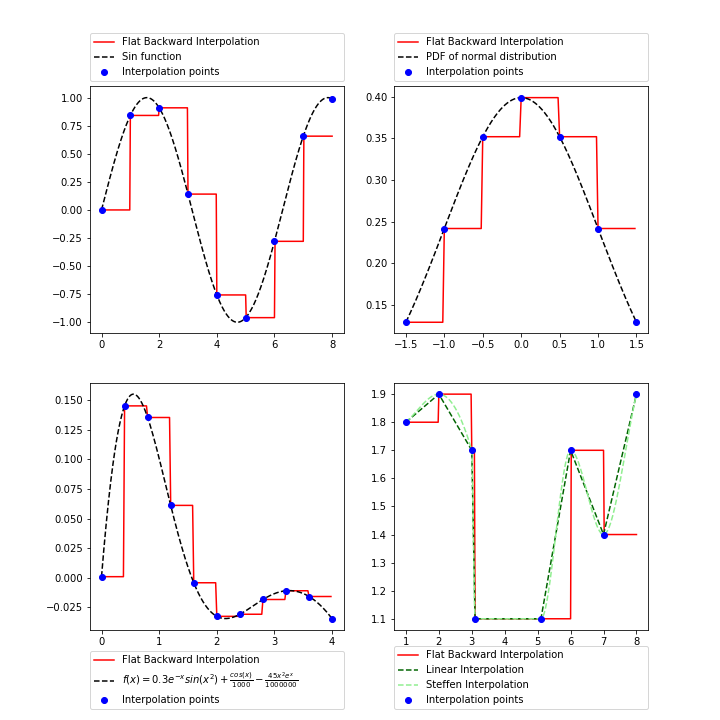 Flat Backward Interpolation
Sin function
Interpolation points
Flat Backward Interpolation
PDF of normal distribution
Interpolation points
1.00
0.75
0.50
0.25
0.00
−0.25
−0.50
−0.75
−1.00
0 2 4 6 8
0.40
0.35
0.30
0.25
0.20
0.15
−1.5 −1.0 −0.5 0.0 0.5 1.0 1.5
0.150
0.125
0.100
0.075
0.050
0.025
0.000
−0.025
0 1 2 3 4
1.9
1.8
1.7
1.6
1.5
1.4
1.3
1.2
1.1
1 2 3 4 5 6 7 8
Flat Backward Interpolation
f(x) = 0.3e^{−x}sin(x²) + cos(x)/1000 − 45x²e^x/1000000
Interpolation points
Flat Backward Interpolation
Linear Interpolation
Steffen Interpolation
Interpolation points